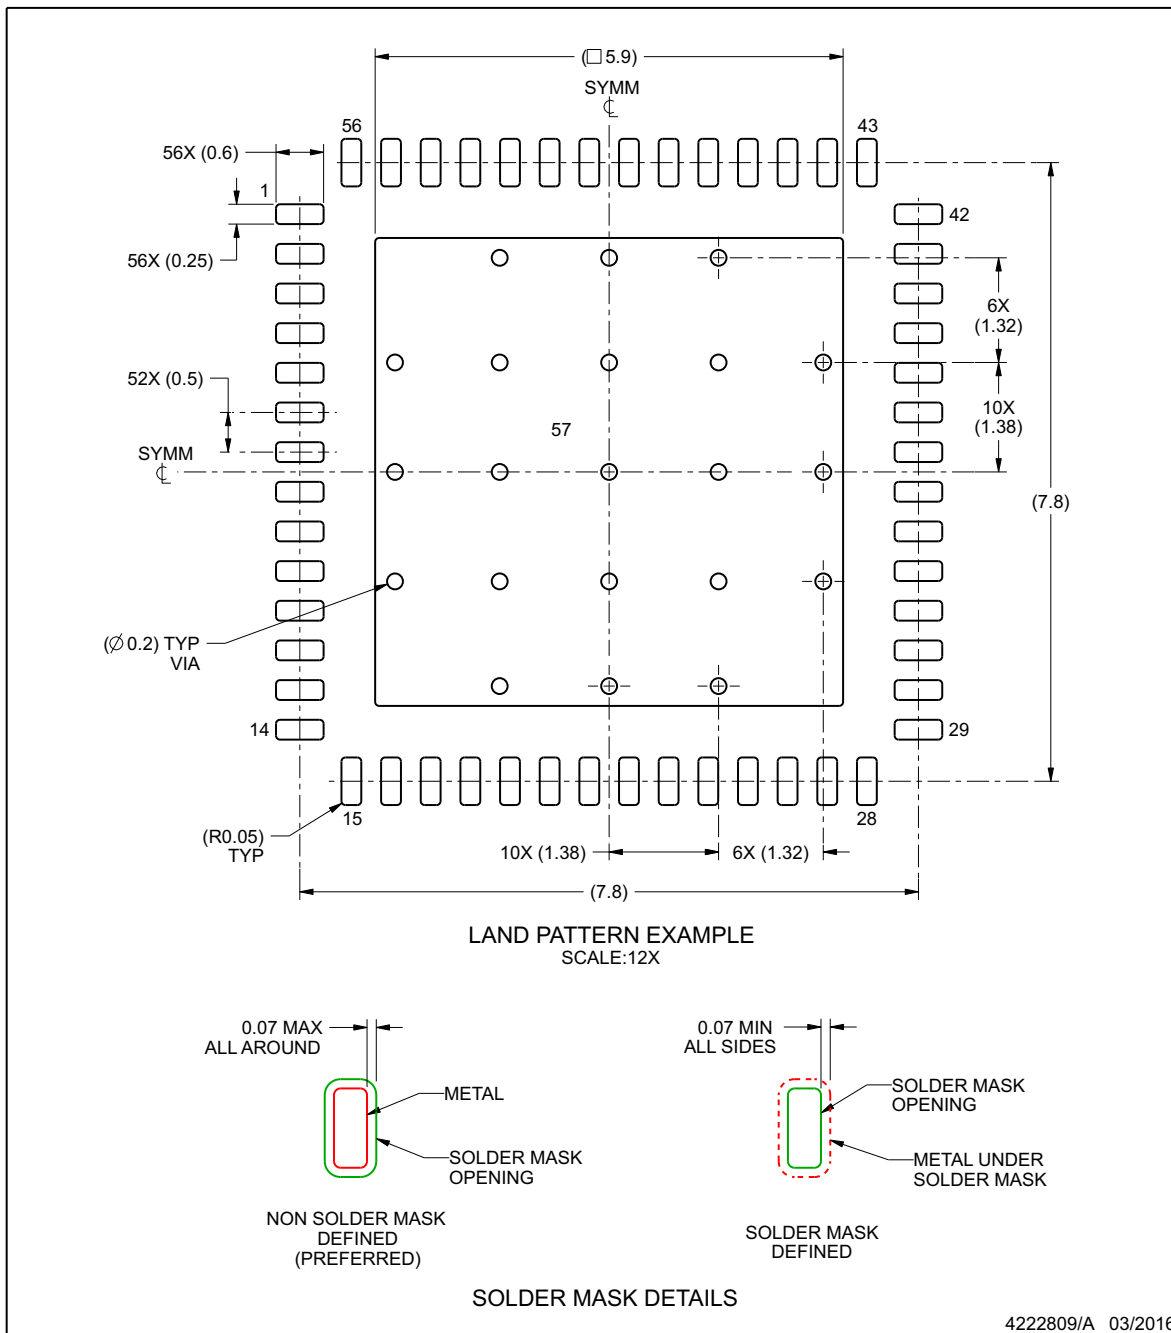 (□ 5.9)
SYMM
℄
56
43
56X (0.6)
1
42
56X (0.25)
6X
(1.32)
52X (0.5)
10X
(1.38)
57
SYMM
℄
(7.8)
(∅ 0.2) TYP
VIA
14
29
15
28
(R0.05)
TYP
10X (1.38)
6X (1.32)
(7.8)
LAND PATTERN EXAMPLE
SCALE:12X
0.07 MAX
ALL AROUND
METAL
SOLDER MASK
OPENING
NON SOLDER MASK
DEFINED
(PREFERRED)
0.07 MIN
ALL SIDES
SOLDER MASK
OPENING
METAL UNDER
SOLDER MASK
SOLDER MASK
DEFINED
SOLDER MASK DETAILS
4222809/A 03/2016